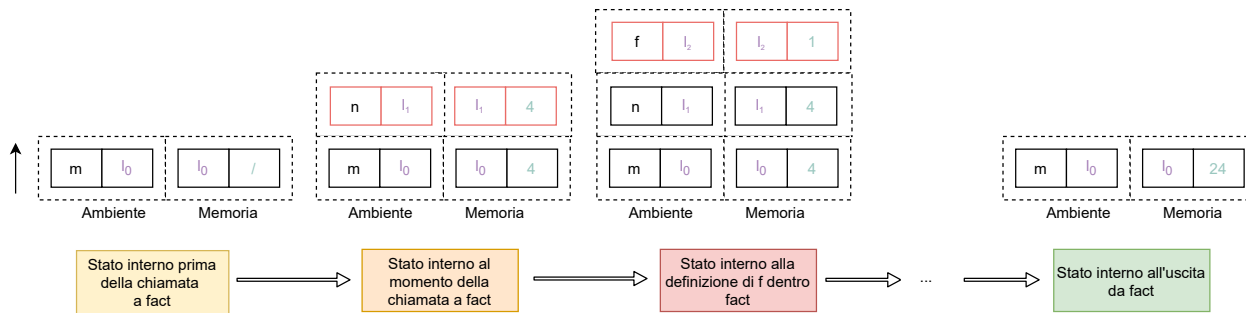 f l₂ l₂ 1
n l₁ l₁ 4 n l₁ l₁ 4
m l₀ l₀ / m l₀ l₀ 4 m l₀ l₀ 4 m l₀ l₀ 24
Ambiente Memoria Ambiente Memoria Ambiente Memoria Ambiente Memoria
Stato interno prima
della chiamata
a fact
Stato interno al
momento della
chiamata a fact
Stato interno alla
definizione di f dentro
fact
...
Stato interno all'uscita
da fact